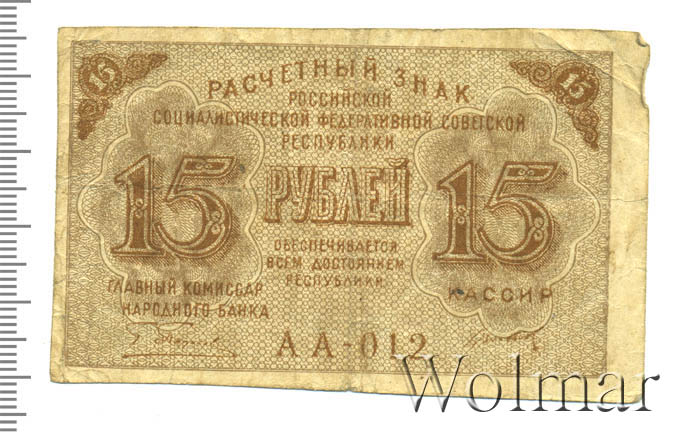 15 15
РАСЧЕТНЫЙ ЗНАК
РОССИЙСКОЙ
СОЦИАЛИСТИЧЕСКОЙ ФЕДЕРАТИВНОЙ СОВЕТСКОЙ
РЕСПУБЛИКИ
15 РУБЛЕЙ 15
ОБЕСПЕЧИВАЕТСЯ
ВСЕМ ДОСТОЯНИЕМ
РЕСПУБЛИКИ
ГЛАВНЫЙ КОМИССАР
НАРОДНОГО БАНКА
КАССИР
АА-012
Wolmar